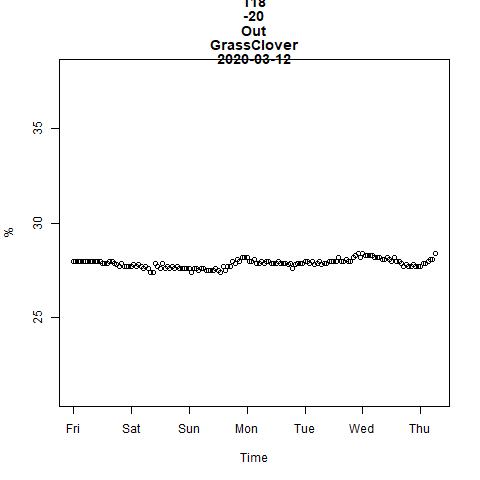 T18
-20
Out
GrassClover
2020-03-12
%
35
30
25
Fri
Sat
Sun
Mon
Tue
Wed
Thu
Time